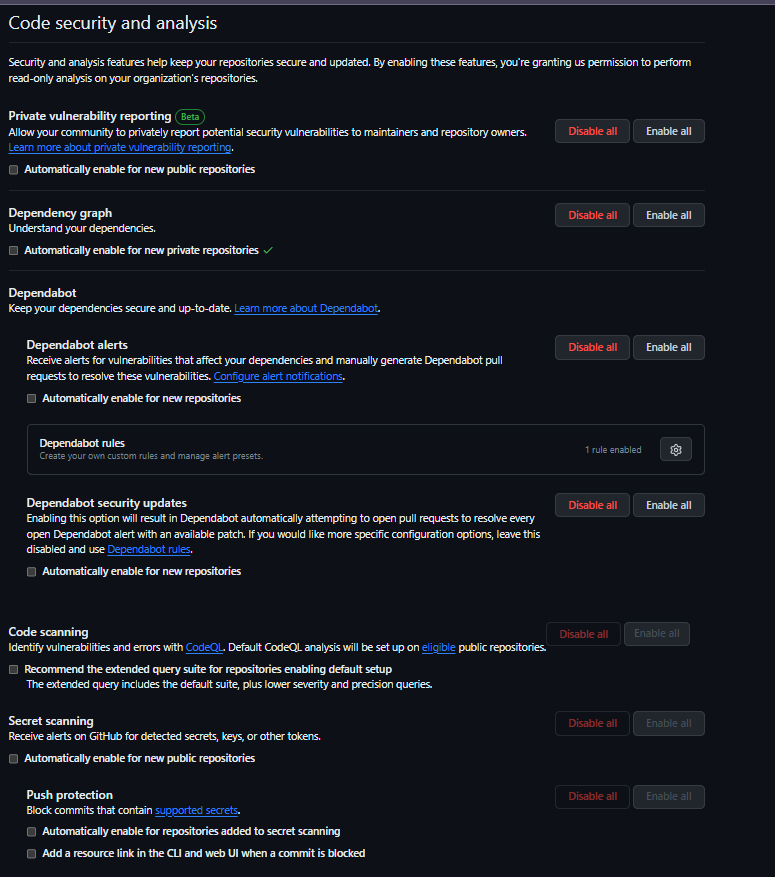 Code security and analysis
Security and analysis features help keep your repositories secure and updated. By enabling these features, you're granting us permission to perform
read-only analysis on your organization's repositories.
Private vulnerability reporting Beta
Allow your community to privately report potential security vulnerabilities to maintainers and repository owners.
Learn more about private vulnerability reporting.
Disable all Enable all
Automatically enable for new public repositories
Dependency graph
Understand your dependencies.
Disable all Enable all
Automatically enable for new private repositories
Dependabot
Keep your dependencies secure and up-to-date. Learn more about Dependabot.
Dependabot alerts
Receive alerts for vulnerabilities that affect your dependencies and manually generate Dependabot pull
requests to resolve these vulnerabilities. Configure alert notifications.
Disable all Enable all
Automatically enable for new repositories
Dependabot rules
Create your own custom rules and manage alert presets.
1 rule enabled
Dependabot security updates
Enabling this option will result in Dependabot automatically attempting to open pull requests to resolve every
open Dependabot alert with an available patch. If you would like more specific configuration options, leave this
disabled and use Dependabot rules.
Disable all Enable all
Automatically enable for new repositories
Code scanning
Identify vulnerabilities and errors with CodeQL. Default CodeQL analysis will be set up on eligible public repositories.
Disable all Enable all
Recommend the extended query suite for repositories enabling default setup
The extended query includes the default suite, plus lower severity and precision queries.
Secret scanning
Receive alerts on GitHub for detected secrets, keys, or other tokens.
Disable all Enable all
Automatically enable for new public repositories
Push protection
Block commits that contain supported secrets.
Disable all Enable all
Automatically enable for repositories added to secret scanning
Add a resource link in the CLI and web UI when a commit is blocked